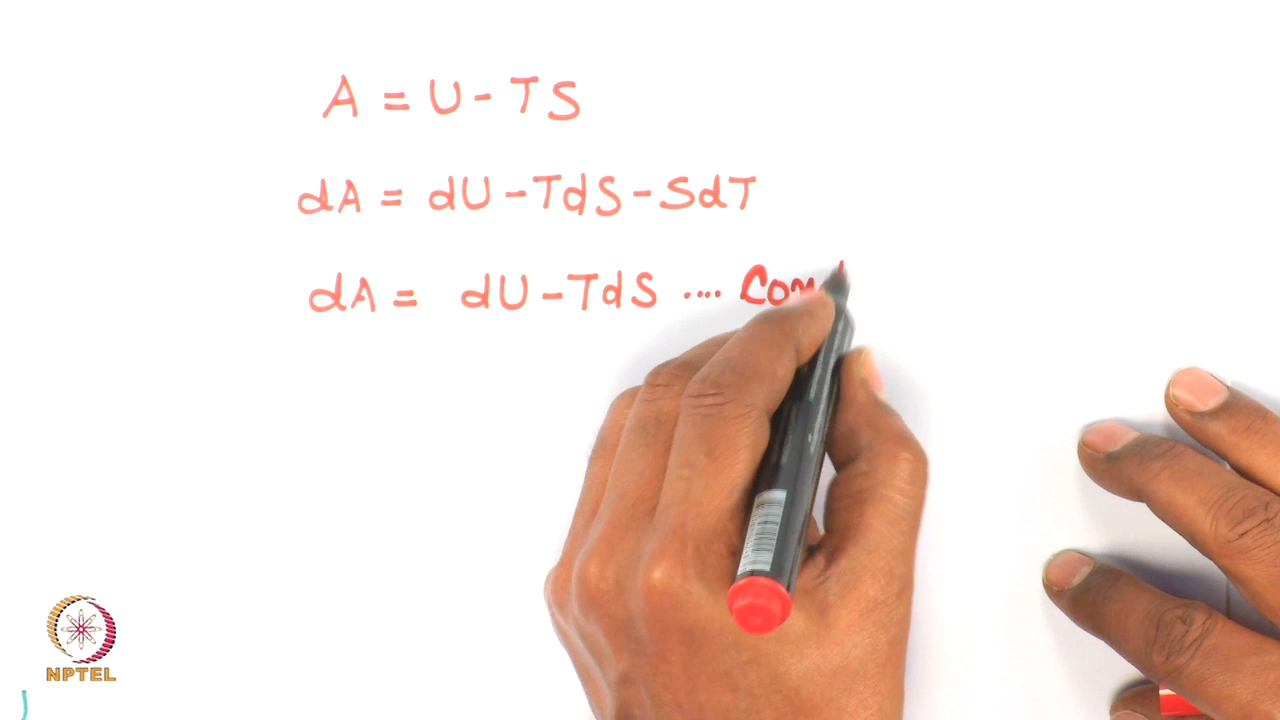 A = U - TS
dA = dU - TdS - SdT
dA = dU - TdS ....
NPTEL